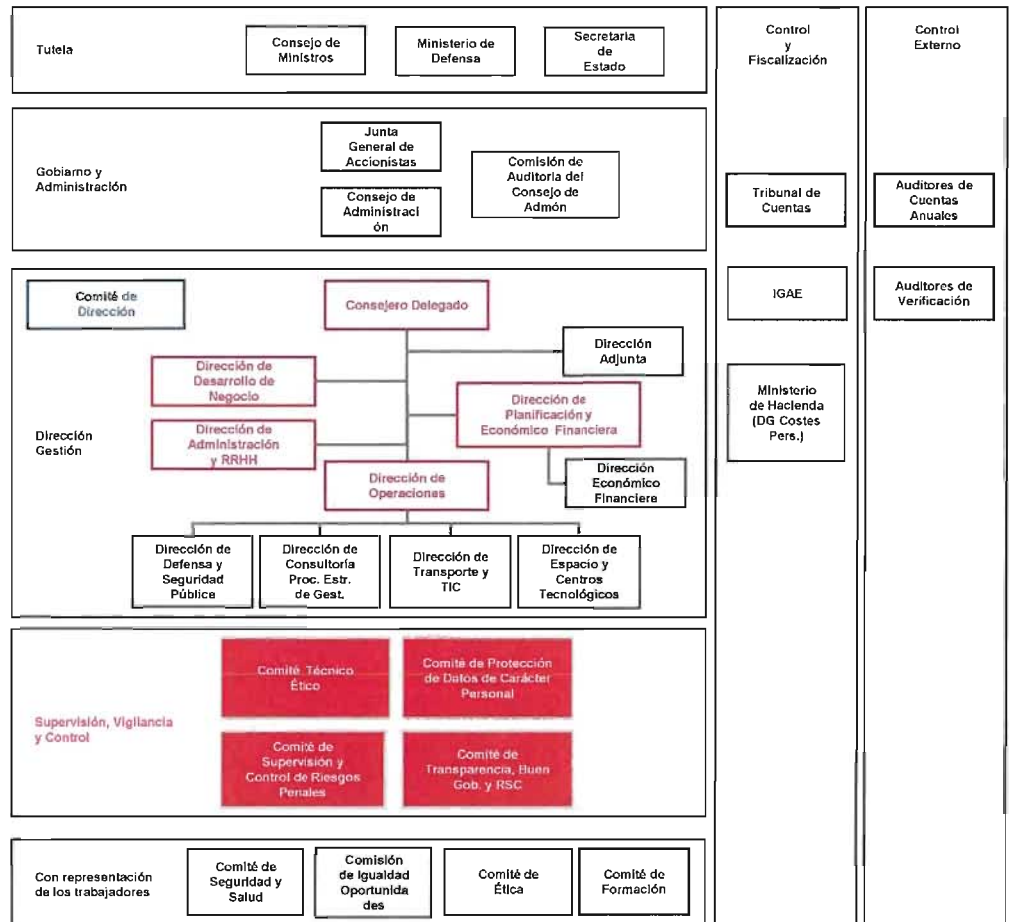 Tutela
Consejo de
Ministros
Ministerio de
Defensa
Secretaria
de
Estado
Control
y
Fiscalización
Control
Externo
Gobiarno y
Administración
Junta
General de
Accionistas
Consejo de
Administraci
ón
Comisión de
Auditoria del
Consejo de
Admón
Tribunal de
Cuentas
Auditores de
Cuentas
Anuales
IGAE
Auditores de
Verificación
Ministerio
de Hacienda
(DG Costes
Pers.)
Comité de
Dirección
Consejero Delegado
Dirección
Adjunta
Dirección de
Desarrollo de
Negocio
Dirección de
Planificación y
Económico Financiera
Dirección
Gestión
Dirección de
Administración
y RRHH
Dirección de
Operaciones
Dirección
Económico
Financiere
Dirección de
Defensa y
Seguridad
Pública
Dirección de
Consultoría
Proc. Estr.
de Gest.
Dirección de
Transporte y
TIC
Dirección de
Espacio y
Centros
Tecnológicos
Supervisión, Vigilancia
y Control
Comité Técnico
Ético
Comité de Protección
de Datos de Carácter
Personal
Comité de
Supervisión y
Control de Riesgos
Penales
Comité de
Transparencia, Buen
Gob. y RSC
Con representación
de los trabajadores
Comité de
Seguridad y
Salud
Comisión
de Igualdad
Oportunida
des
Comité de
Ética
Comité de
Formación